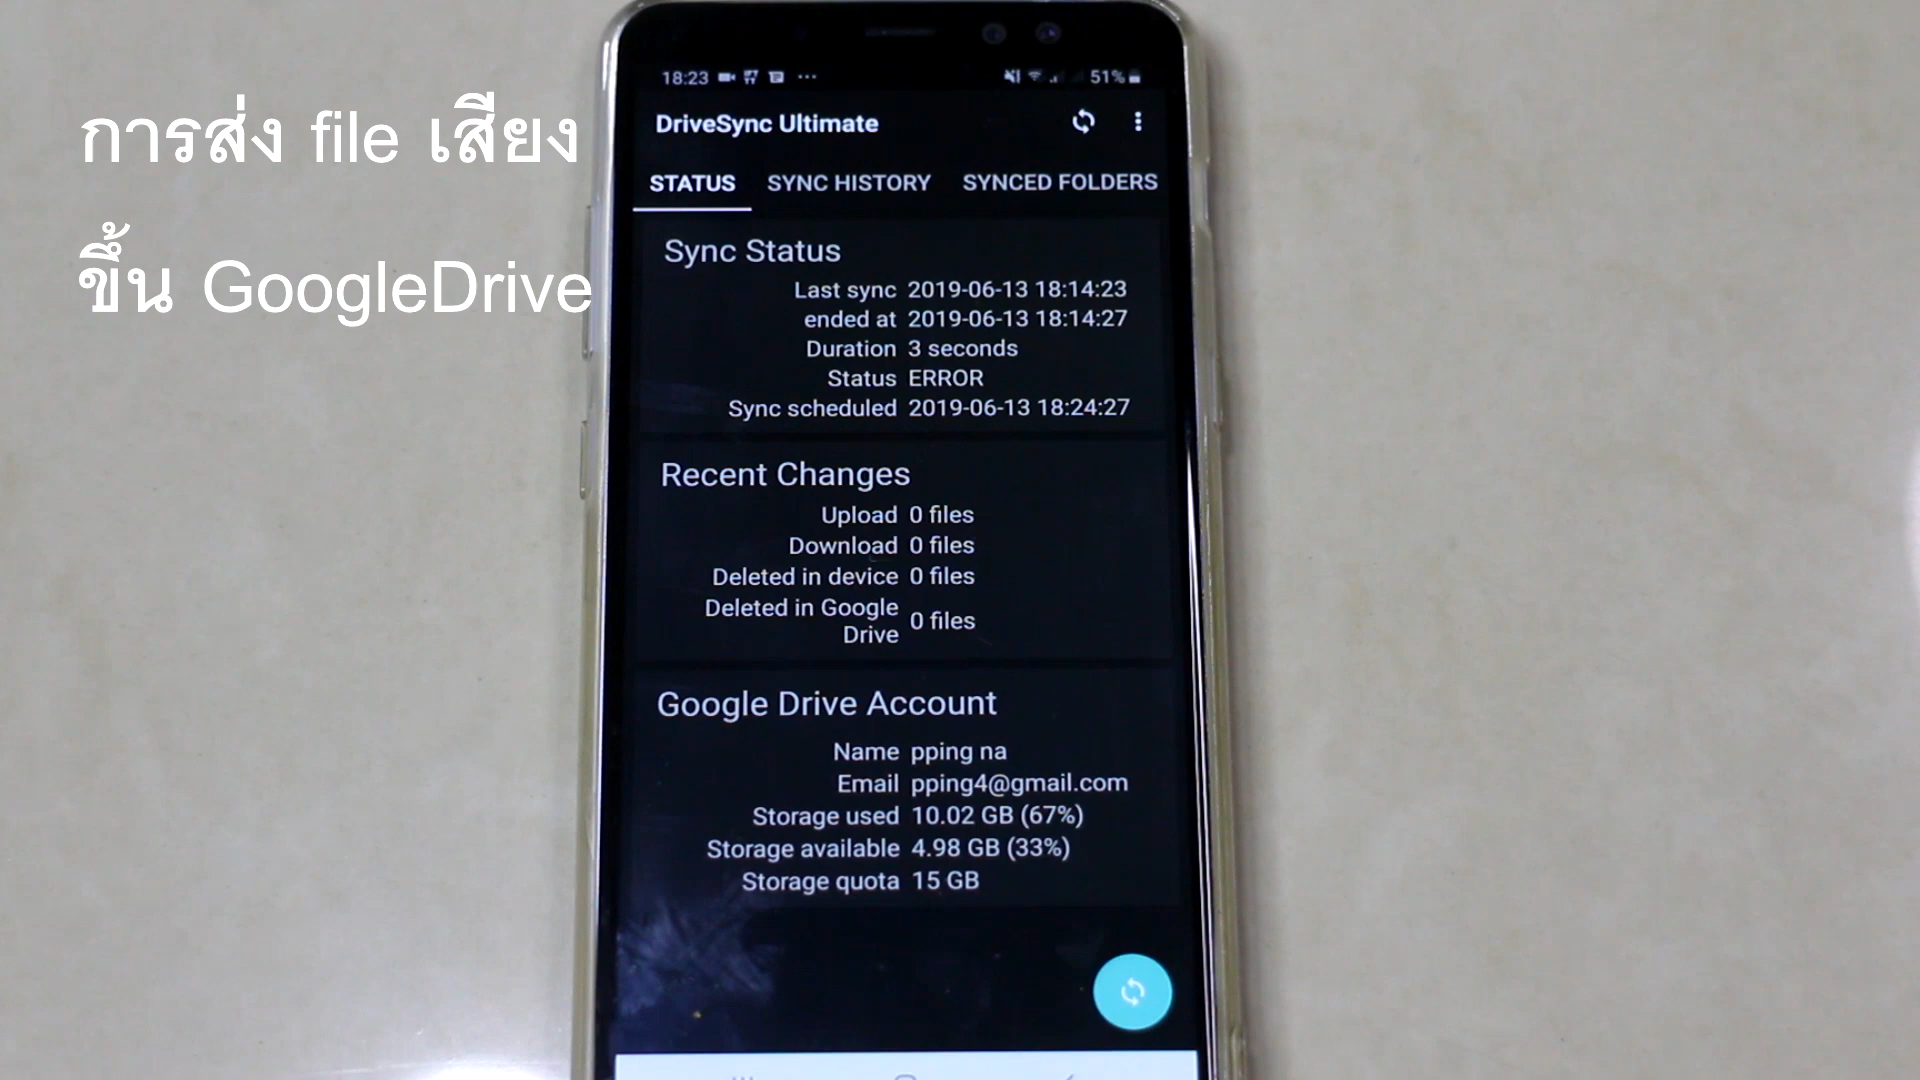 การส่ง file เสียง
ขึ้น GoogleDrive
18:23
51%
DriveSync Ultimate
STATUS SYNC HISTORY SYNCED FOLDERS
Sync Status
Last sync 2019-06-13 18:14:23
ended at 2019-06-13 18:14:27
Duration 3 seconds
Status ERROR
Sync scheduled 2019-06-13 18:24:27
Recent Changes
Upload 0 files
Download 0 files
Deleted in device 0 files
Deleted in Google
Drive 0 files
Google Drive Account
Name pping na
Email pping4@gmail.com
Storage used 10.02 GB (67%)
Storage available 4.98 GB (33%)
Storage quota 15 GB